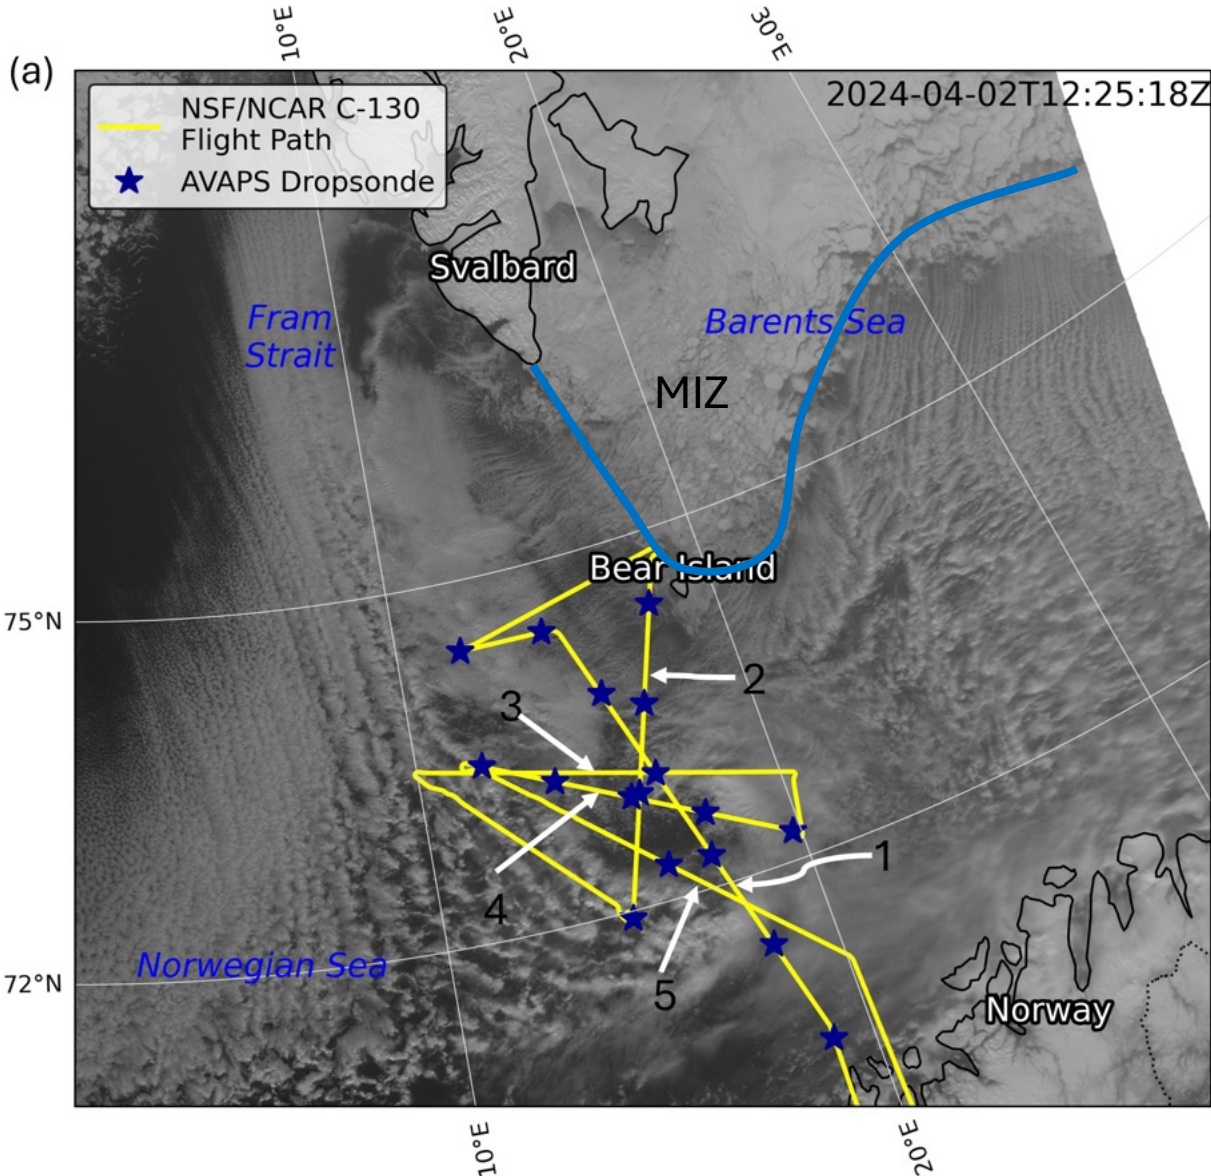 (a)
10°E
20°E
30°E
2024-04-02T12:25:18Z
NSF/NCAR C-130
Flight Path
AVAPS Dropsonde
Svalbard
Fram
Strait
Barents Sea
MIZ
Bear Island
75°N
2
3
1
4
5
Norwegian Sea
72°N
Norway
10°E
20°E